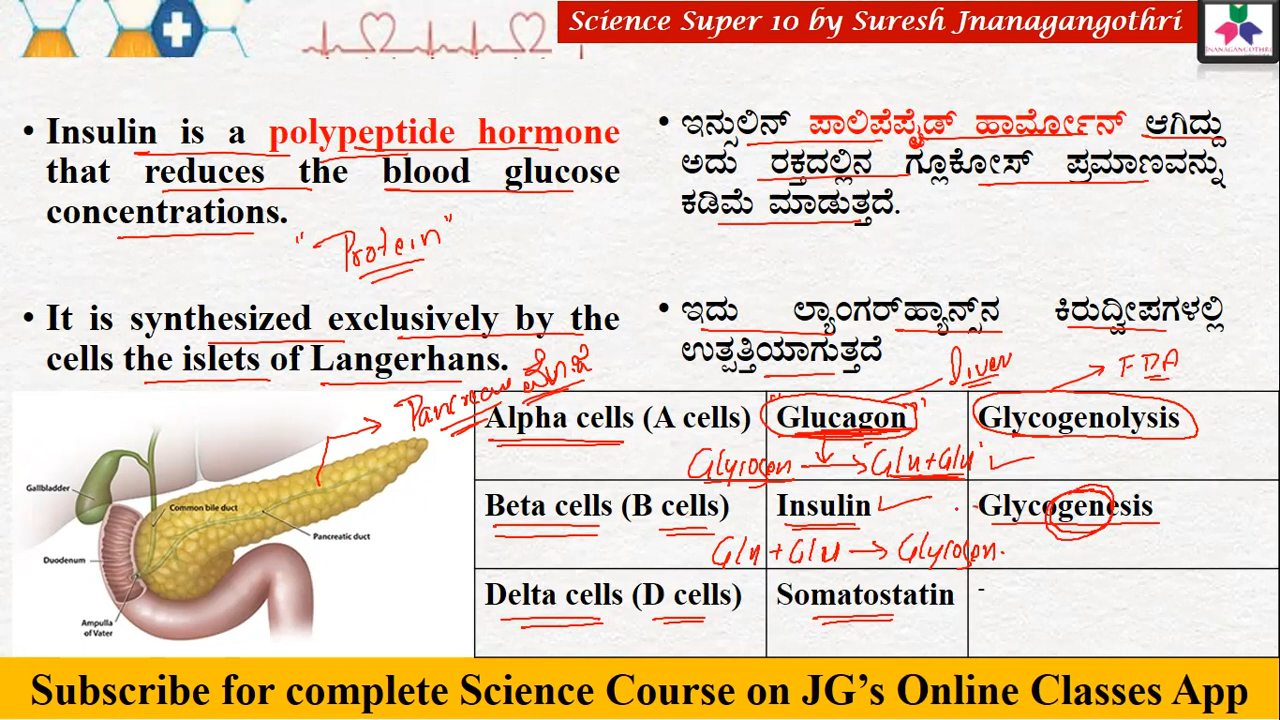 Science Super 10 by Suresh Jnanagangothri
JNANAGANGOTHRI
• Insulin is a polypeptide hormone
that reduces the blood glucose
concentrations.
"Protein"
• It is synthesized exclusively by the
cells the islets of Langerhans.
• ಇನ್ಸುಲಿನ್ ಪಾಲಿಪೆಪ್ಟೈಡ್ ಹಾರ್ಮೋನ್ ಆಗಿದ್ದು
ಅದು ರಕ್ತದಲ್ಲಿನ ಗ್ಲೂಕೋಸ್ ಪ್ರಮಾಣವನ್ನು
ಕಡಿಮೆ ಮಾಡುತ್ತದೆ.
• ಇದು ಲ್ಯಾಂಗರ್‌ಹ್ಯಾನ್ಸ್‌ನ ಕಿರುದ್ವೀಪಗಳಲ್ಲಿ
ಉತ್ಪತ್ತಿಯಾಗುತ್ತದೆ
Pancreas
Liver
FDA
Gallbladder
Common bile duct
Pancreatic duct
Duodenum
Ampulla
of Vater
Alpha cells (A cells) "Glucagon" Glycogenolysis
Glycogen → "Glu+Glu"
Beta cells (B cells) Insulin Glycogenesis
Glu + Glu → Glycogen.
Delta cells (D cells) Somatostatin -
Subscribe for complete Science Course on JG's Online Classes App